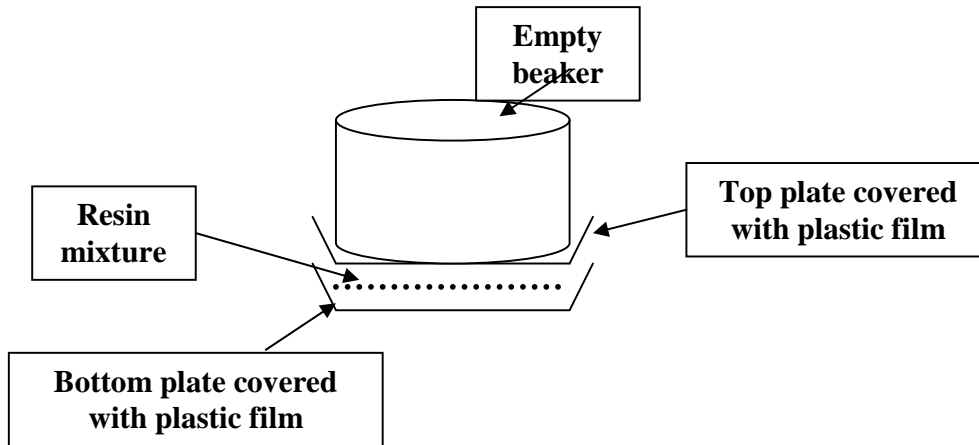 Empty
beaker
Top plate covered
with plastic film
Resin
mixture
Bottom plate covered
with plastic film